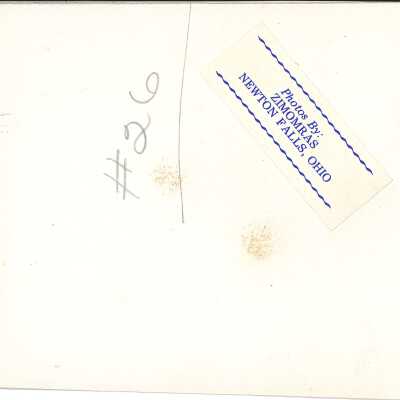 #26
Photos By:
ZIMOMRAS
NEWTON FALLS, OHIO